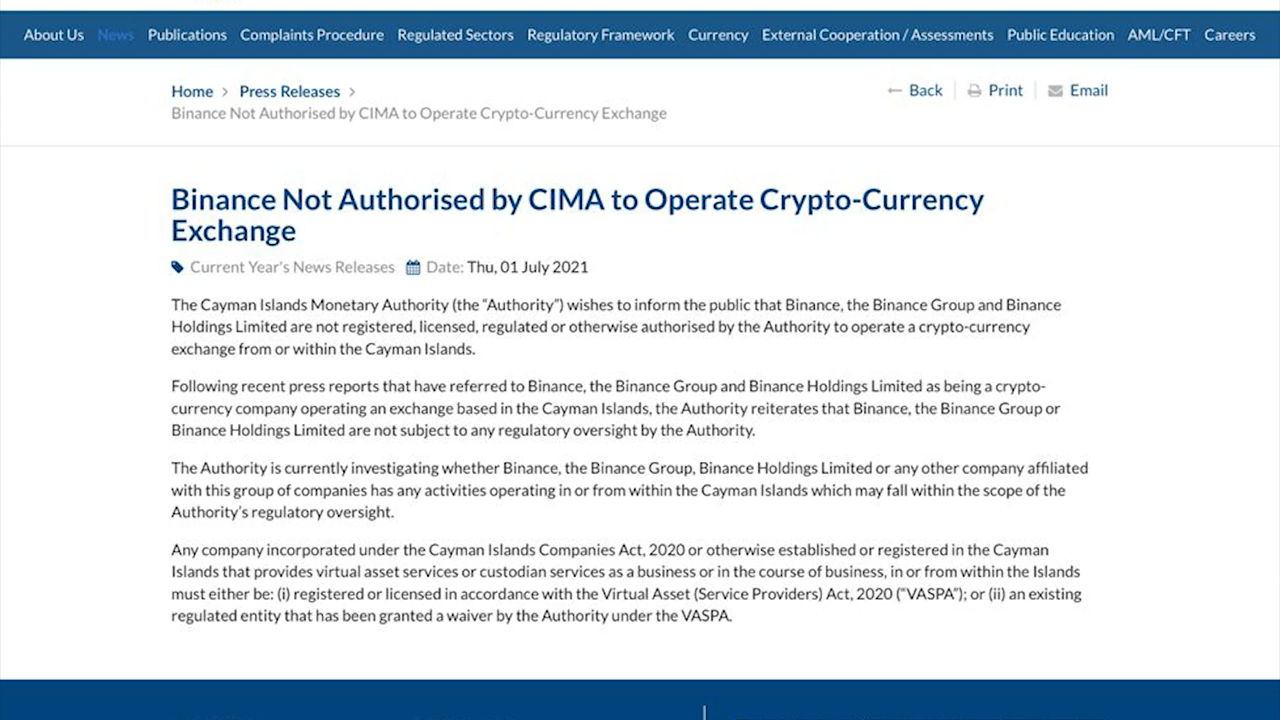 About Us News Publications Complaints Procedure Regulated Sectors Regulatory Framework Currency External Cooperation / Assessments Public Education AML/CFT Careers
Home > Press Releases >
Back Print Email
Binance Not Authorised by CIMA to Operate Crypto-Currency Exchange
Binance Not Authorised by CIMA to Operate Crypto-Currency
Exchange
Current Year's News Releases Date: Thu, 01 July 2021
The Cayman Islands Monetary Authority (the “Authority”) wishes to inform the public that Binance, the Binance Group and Binance
Holdings Limited are not registered, licensed, regulated or otherwise authorised by the Authority to operate a crypto-currency
exchange from or within the Cayman Islands.
Following recent press reports that have referred to Binance, the Binance Group and Binance Holdings Limited as being a crypto-
currency company operating an exchange based in the Cayman Islands, the Authority reiterates that Binance, the Binance Group or
Binance Holdings Limited are not subject to any regulatory oversight by the Authority.
The Authority is currently investigating whether Binance, the Binance Group, Binance Holdings Limited or any other company affiliated
with this group of companies has any activities operating in or from within the Cayman Islands which may fall within the scope of the
Authority’s regulatory oversight.
Any company incorporated under the Cayman Islands Companies Act, 2020 or otherwise established or registered in the Cayman
Islands that provides virtual asset services or custodian services as a business or in the course of business, in or from within the Islands
must either be: (i) registered or licensed in accordance with the Virtual Asset (Service Providers) Act, 2020 (“VASPA”); or (ii) an existing
regulated entity that has been granted a waiver by the Authority under the VASPA.